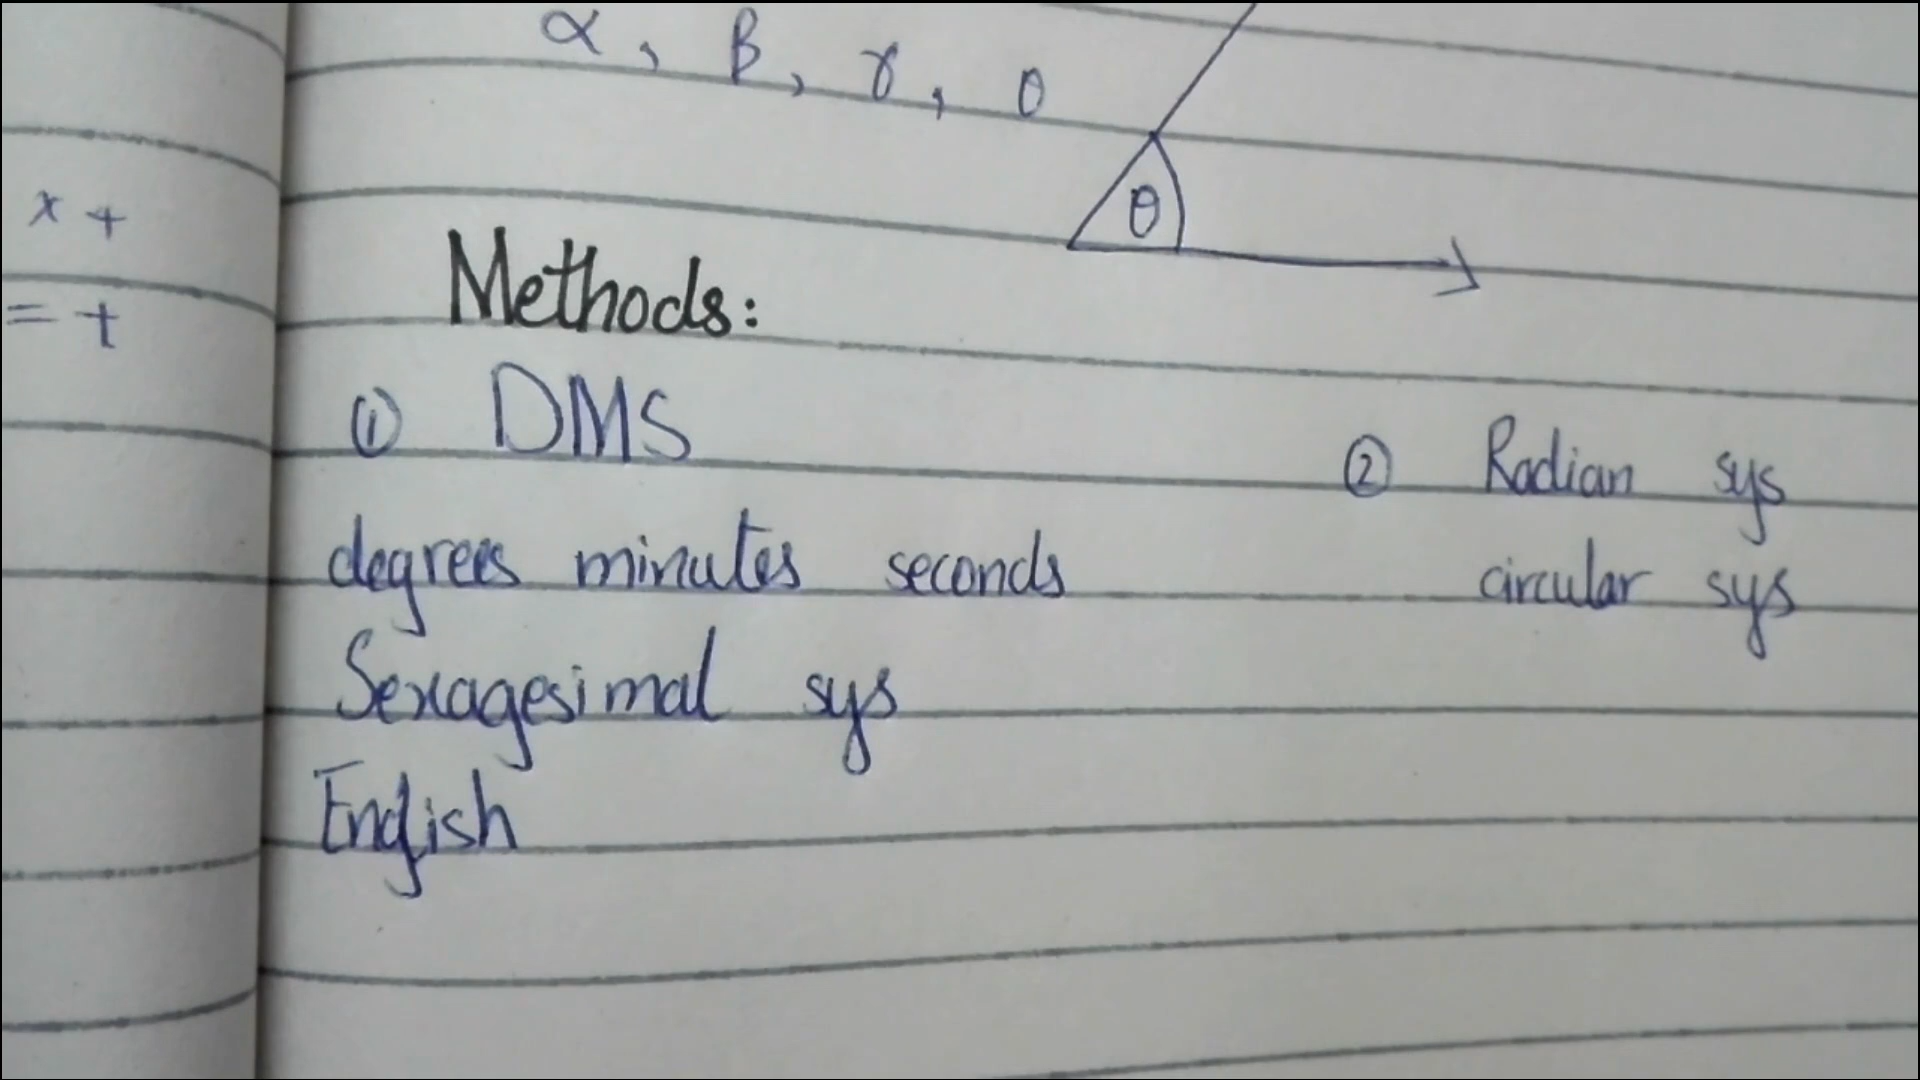 α, β, γ, θ
θ
x +
= t
Methods:
① DMS
degrees minutes seconds
Sexagesimal sys
English
② Radian sys
circular sys